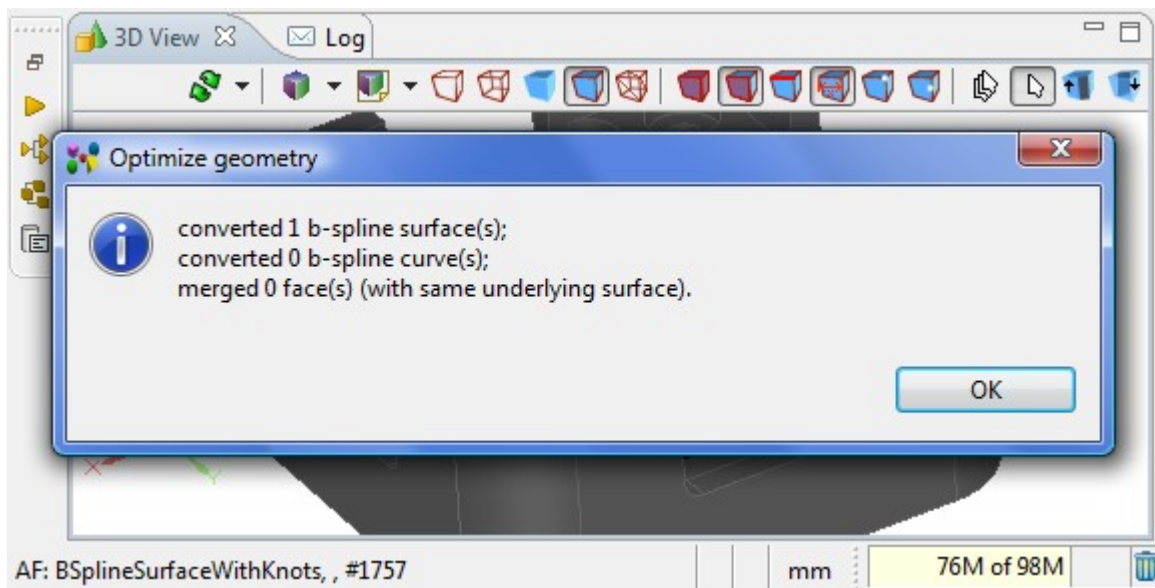 3D View
Log
Optimize geometry
converted 1 b-spline surface(s);
converted 0 b-spline curve(s);
merged 0 face(s) (with same underlying surface).
OK
X
Y
AF: BSplineSurfaceWithKnots, , #1757
mm
76M of 98M